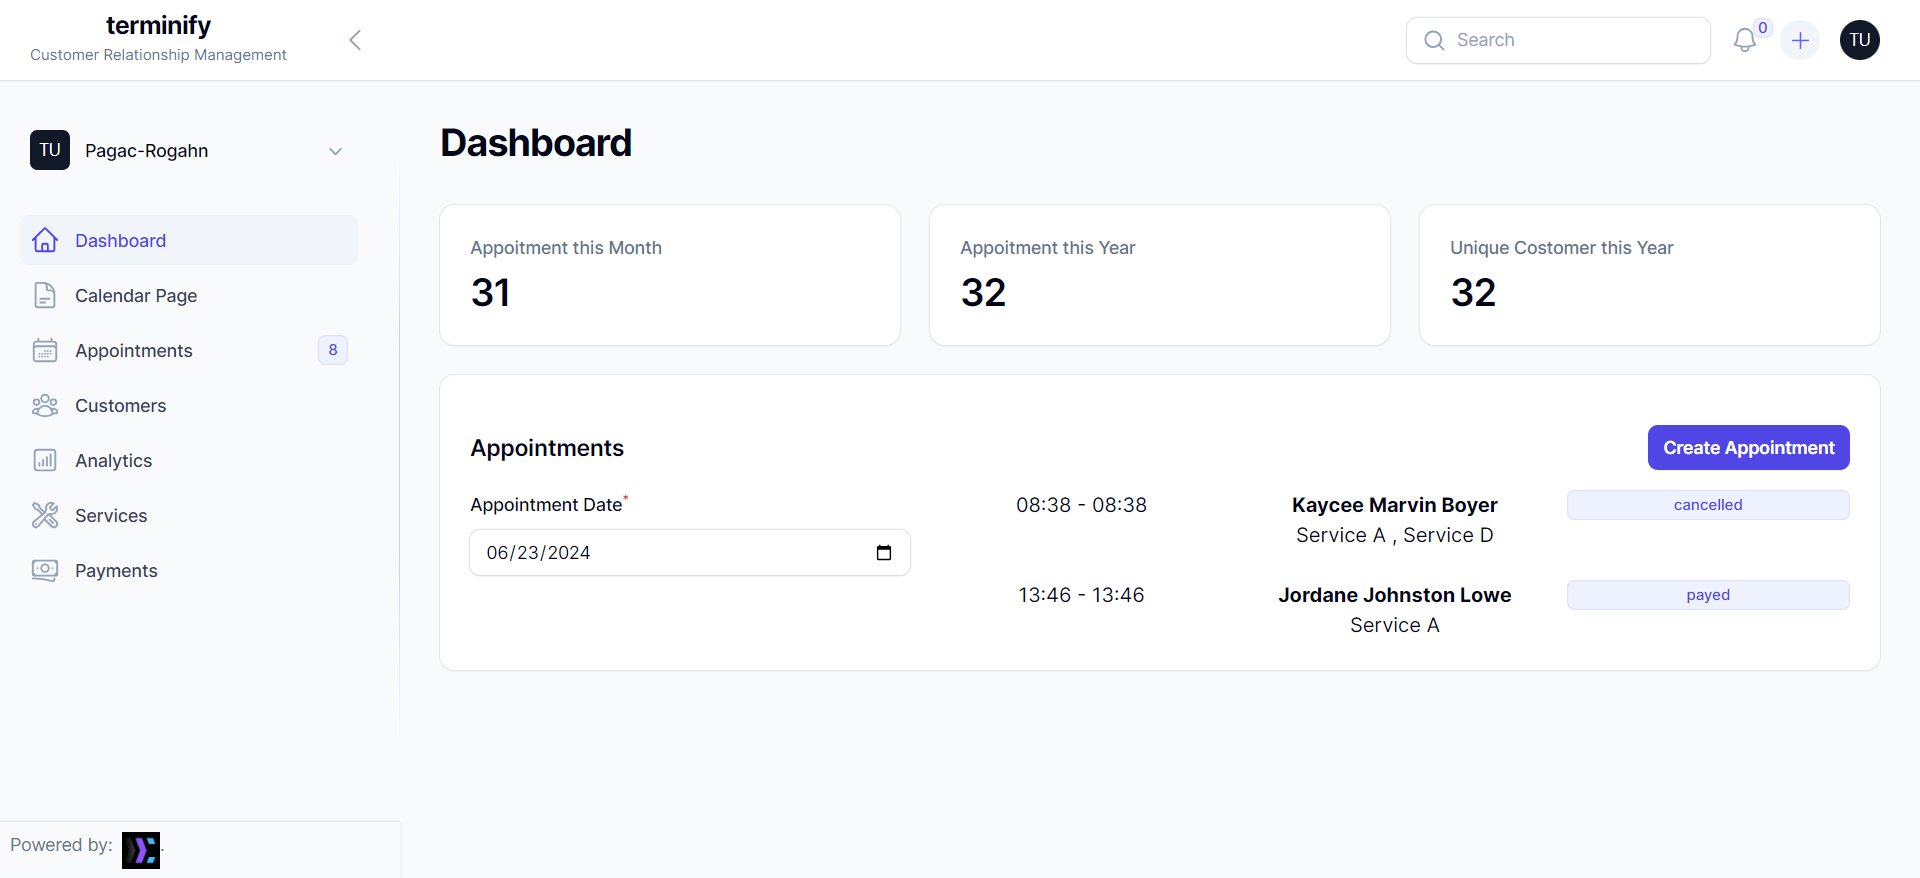 terminify
Customer Relationship Management
Search
0
TU
TU
Pagac-Rogahn
Dashboard
Calendar Page
Appointments
8
Customers
Analytics
Services
Payments
Powered by:
.
Dashboard
Appoitment this Month
31
Appoitment this Year
32
Unique Costomer this Year
32
Appointments
Create Appointment
Appointment Date*
06/23/2024
08:38 - 08:38
Kaycee Marvin Boyer
Service A , Service D
cancelled
13:46 - 13:46
Jordane Johnston Lowe
Service A
payed